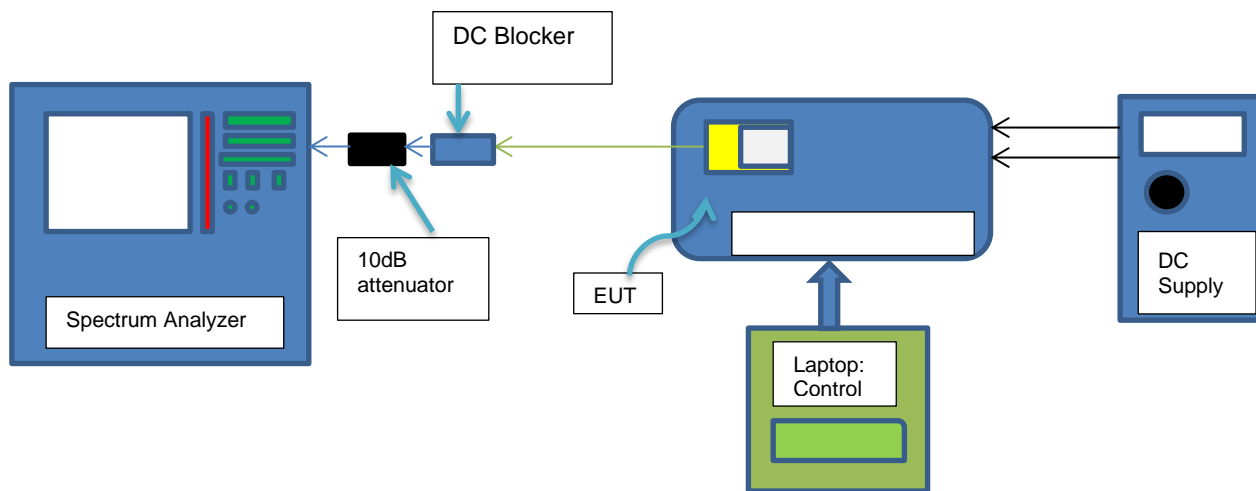 DC Blocker
10dB
attenuator
EUT
DC
Supply
Spectrum Analyzer
Laptop:
Control